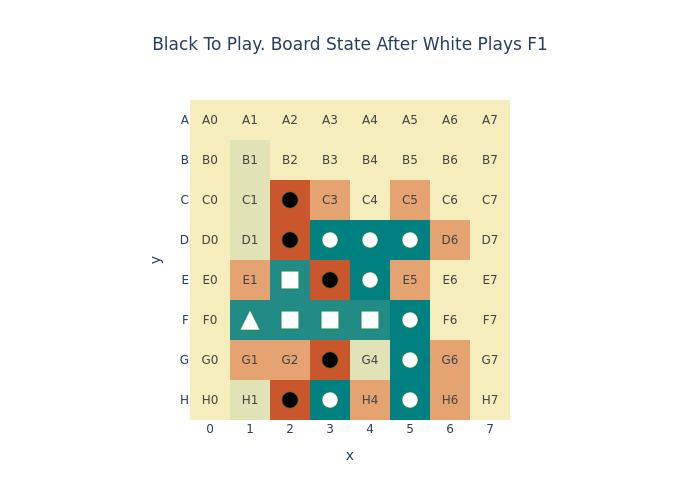 Black To Play. Board State After White Plays F1
A A0 A1 A2 A3 A4 A5 A6 A7
B B0 B1 B2 B3 B4 B5 B6 B7
C C0 C1 C3 C4 C5 C6 C7
D D0 D1 D6 D7
E E0 E1 E5 E6 E7
F F0 F6 F7
G G0 G1 G2 G4 G6 G7
H H0 H1 H4 H6 H7
0 1 2 3 4 5 6 7
x
y